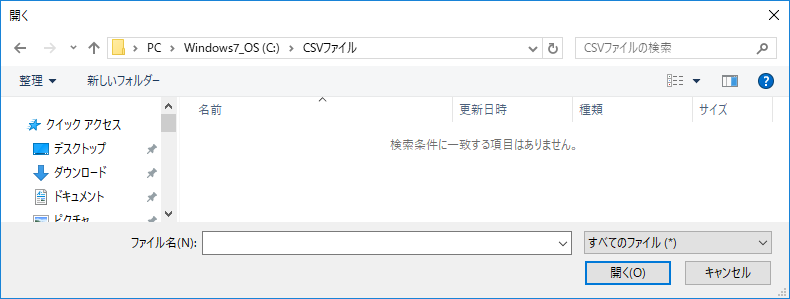 開く
PC > Windows7_OS (C:) > CSVファイル
CSVファイルの検索
整理
新しいフォルダー
名前 更新日時 種類 サイズ
クイック アクセス
検索条件に一致する項目はありません。
デスクトップ
ダウンロード
ドキュメント
ピクチャ
ファイル名(N):
すべてのファイル (*)
開く(O)
キャンセル